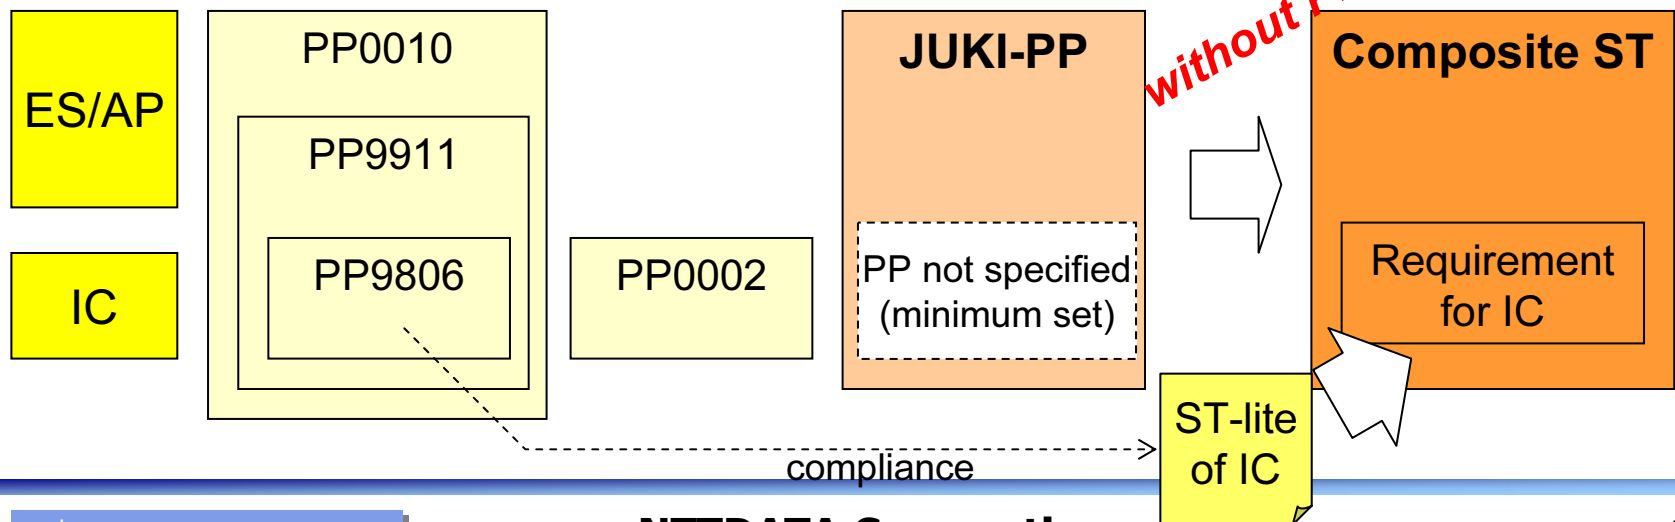 ES/AP
IC
PP0010
PP9911
PP9806
PP0002
JUKI-PP
PP not specified
(minimum set)
without
Composite ST
Requirement
for IC
ST-lite
of IC
compliance